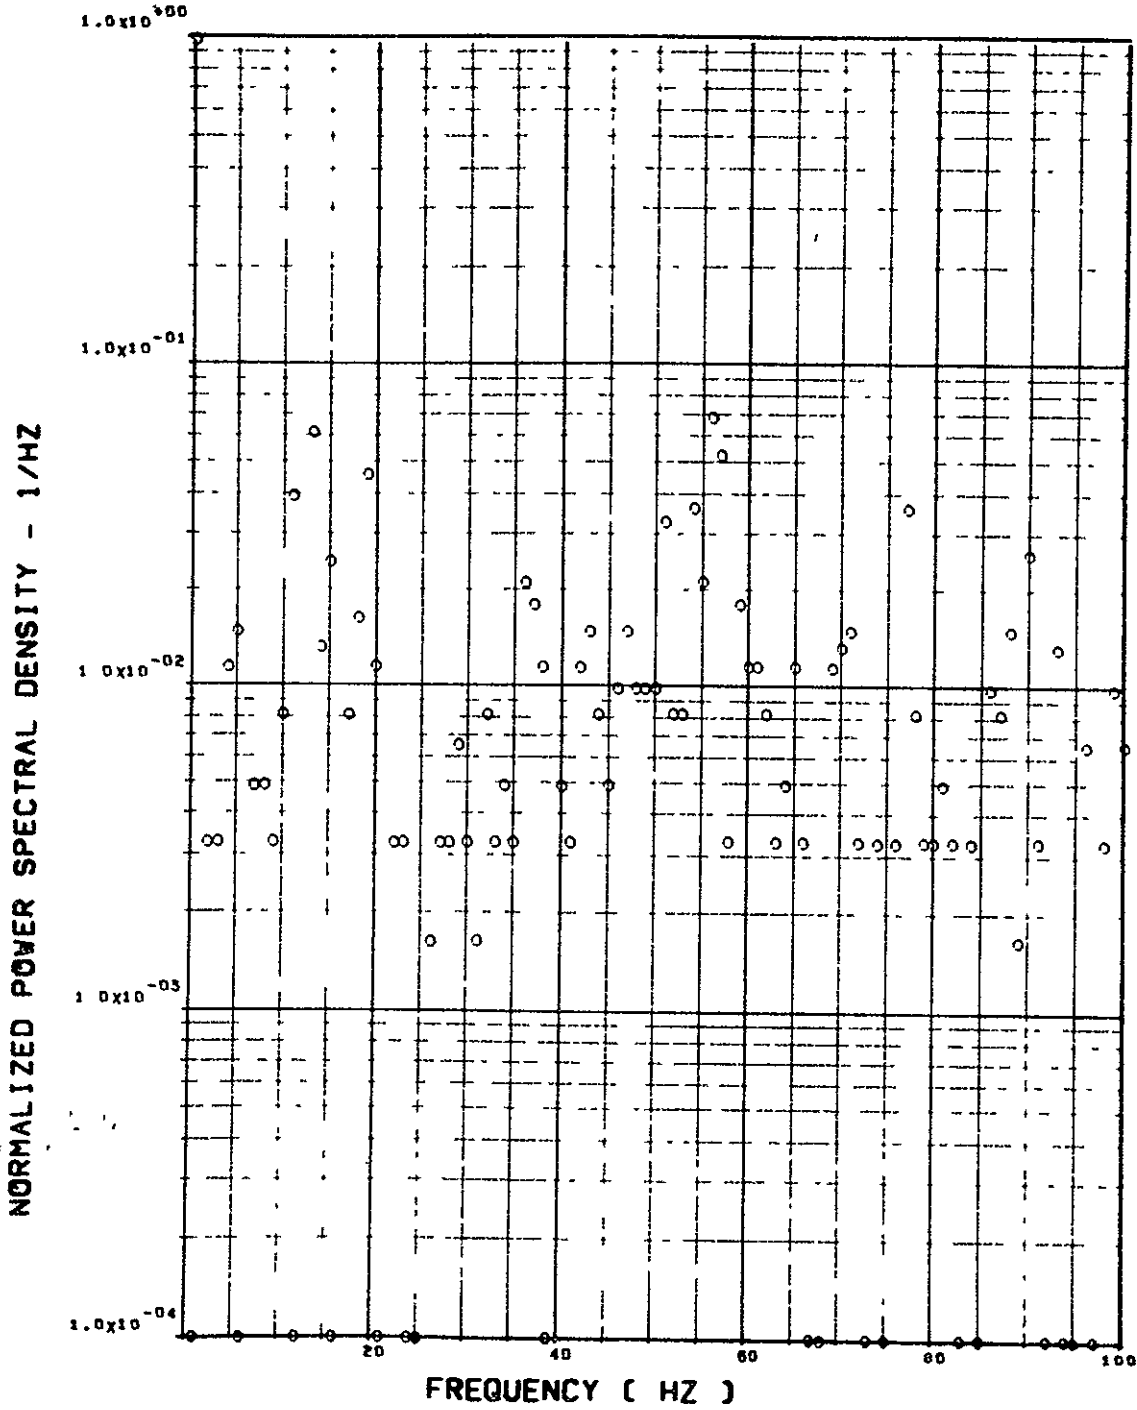 1.0x10+00
1.0x10-01
1 0x10-02
1 0x10-03
1.0x10-04
NORMALIZED POWER SPECTRAL DENSITY - 1/HZ
20 40 60 80 100
FREQUENCY ( HZ )